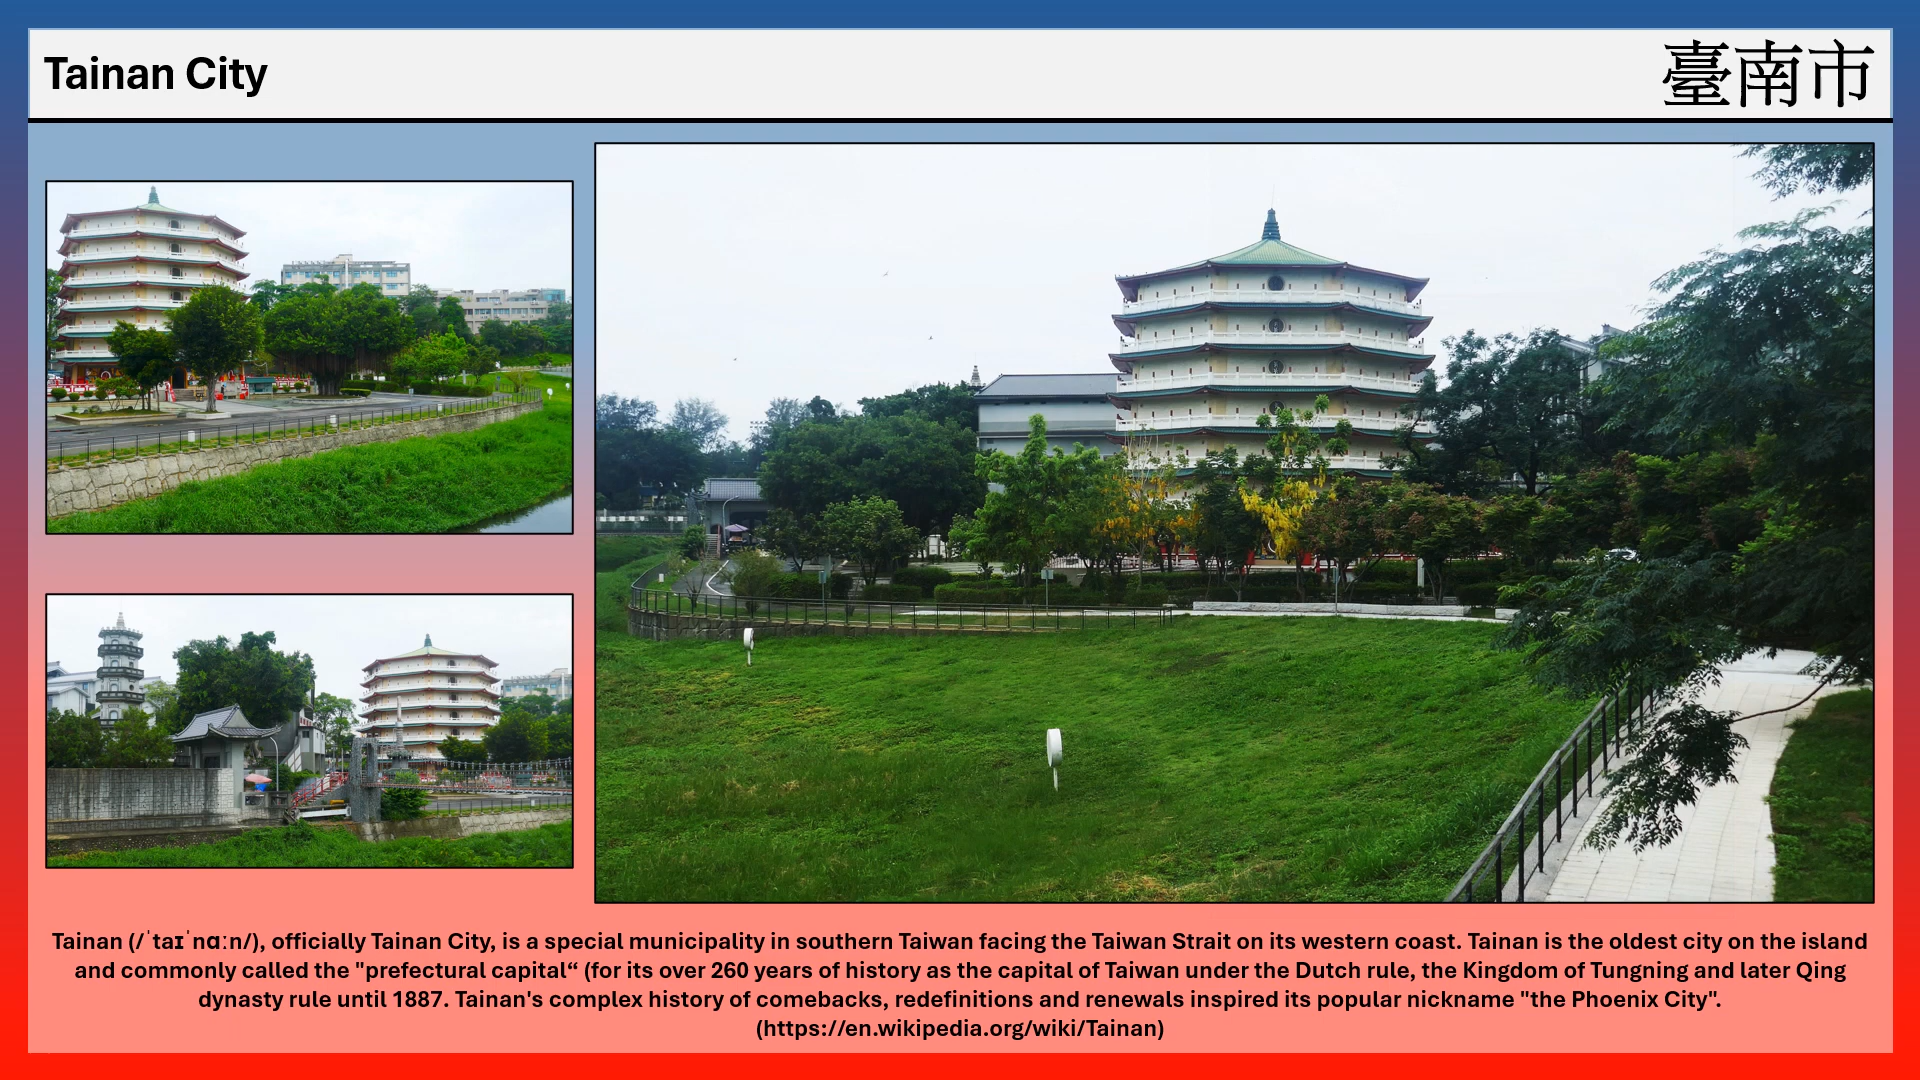 Tainan City
臺南市
Tainan (/ˈtaɪˈnɑːn/), officially Tainan City, is a special municipality in southern Taiwan facing the Taiwan Strait on its western coast. Tainan is the oldest city on the island
and commonly called the "prefectural capital“ (for its over 260 years of history as the capital of Taiwan under the Dutch rule, the Kingdom of Tungning and later Qing
dynasty rule until 1887. Tainan's complex history of comebacks, redefinitions and renewals inspired its popular nickname "the Phoenix City".
(https://en.wikipedia.org/wiki/Tainan)